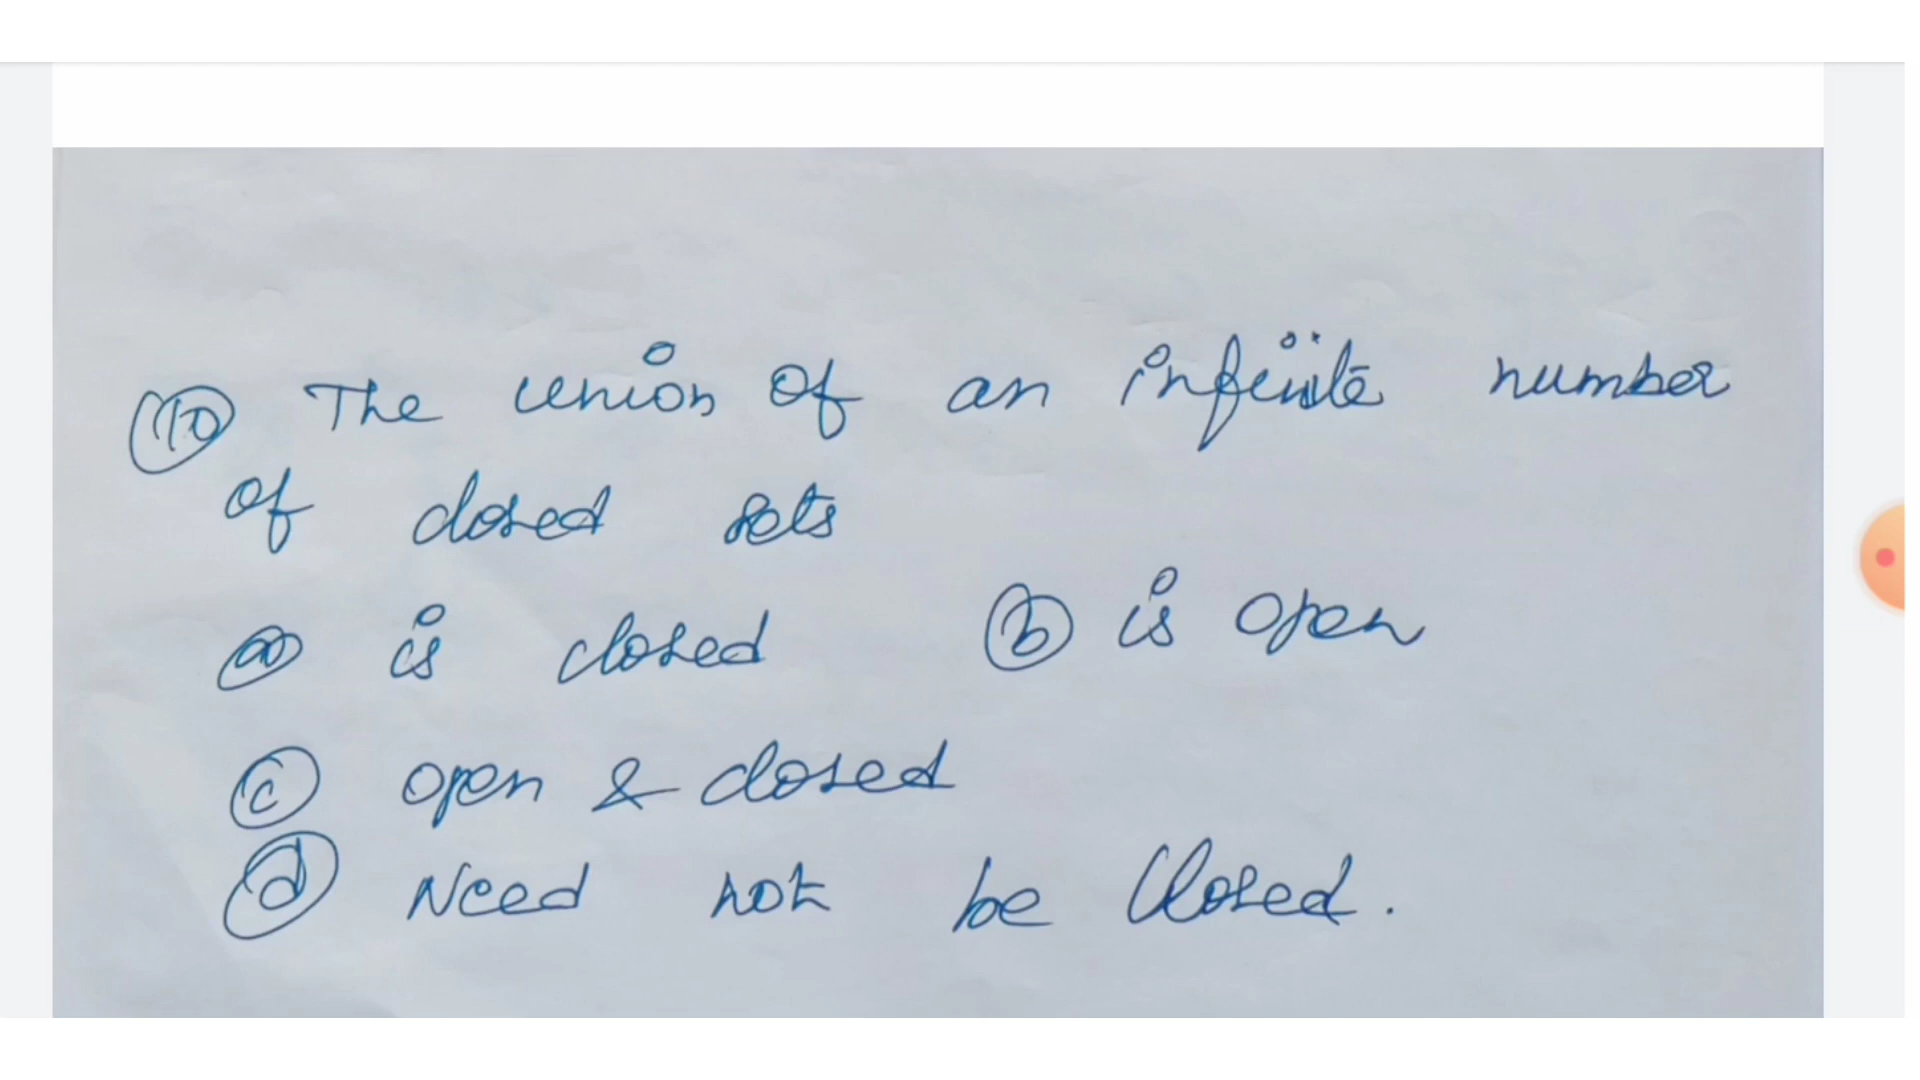 (10) The union of an infinite number
of closed sets
(a) is closed (b) is open
(c) open & closed
(d) Need not be Closed.